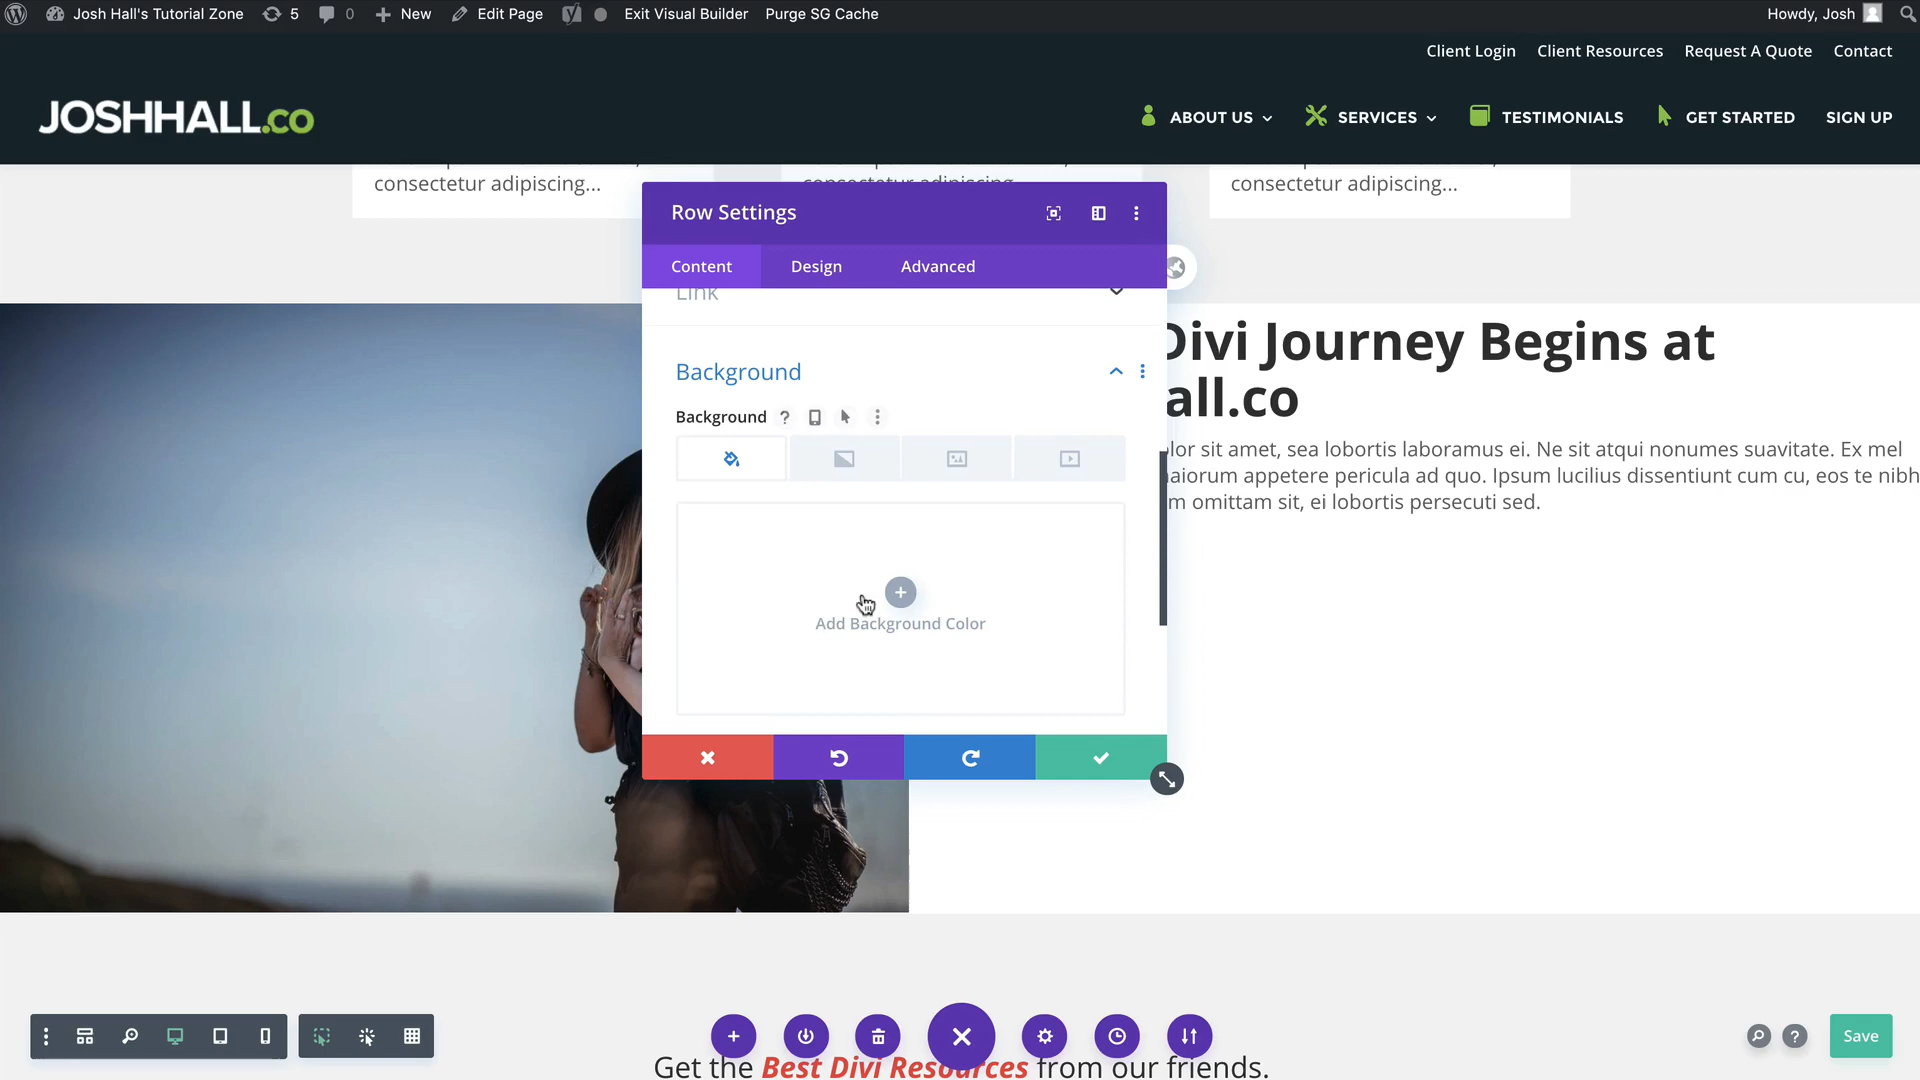 Josh Hall's Tutorial Zone 5 0 New Edit Page Exit Visual Builder Purge SG Cache Howdy, Josh
Client Login Client Resources Request A Quote Contact
JOSHHALL.co
ABOUT US SERVICES TESTIMONIALS GET STARTED SIGN UP
consectetur adipiscing... consectetur adipiscing consectetur adipiscing...
Row Settings
Content Design Advanced
Link
Background
Background ?
Add Background Color
Divi Journey Begins at
all.co
lor sit amet, sea lobortis laboramus ei. Ne sit atqui nonumes suavitate. Ex mel
aiorum appetere pericula ad quo. Ipsum lucilius dissentiunt cum cu, eos te nibh
m omittam sit, ei lobortis persecuti sed.
? Save
Get the Best Divi Resources from our friends.